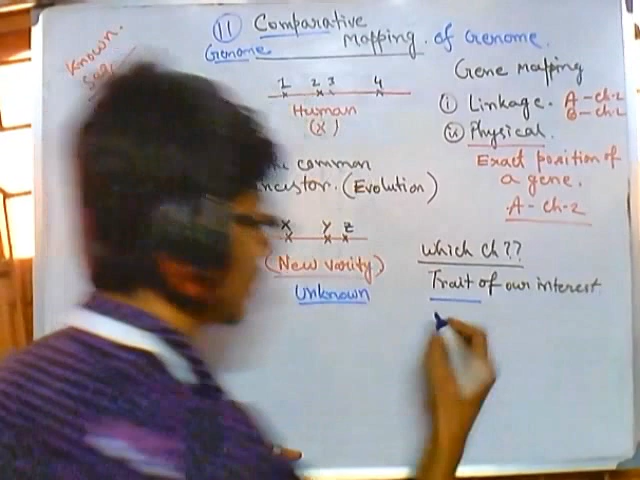 11 Comparative
Genome Mapping of Genome.
Known.
1 2 3 4
Human
(X)
common
(Evolution)
X Y Z
(New varity)
Unknown
Gene Mapping
(i) Linkage. A - ch-2
B - ch-2
(ii) Physical.
Exact position of
a gene.
A - ch-2
which ch??
Trait of our interest